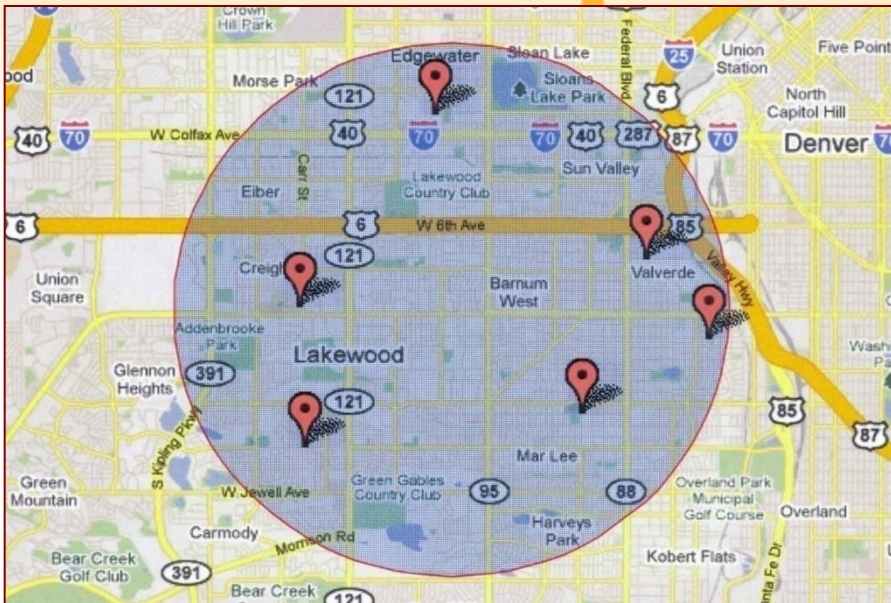 Crown
Hill Park
Edgewater
Sloan Lake
Federal Blvd
25
Union
Station
Five Point
ood
Morse Park
121
Sloans
Lake Park
6
North
Capitol Hill
40
70
W Colfax Ave
40
70
70
40
287
87
70
Denver
Carr St
Sun Valley
Eiber
Lakewood
Country Club
6
6
W 6th Ave
85
121
Valverde
Valley Hwy
Union
Square
Creigh
Barnum
West
Addenbrooke
Park
Lakewood
Washi
Pa
Glennon
Heights
391
121
85
87
S Kipling Pkwy
Mar Lee
Green
Mountain
W Jewell Ave
Green Gables
Country Club
95
88
Overland Park
Municipal
Golf Course
Overland
Carmody
Morrison Rd
Harveys
Park
Kobert Flats
Bear Creek
Golf Club
391
Bear Creek
121
anta Fe Dr